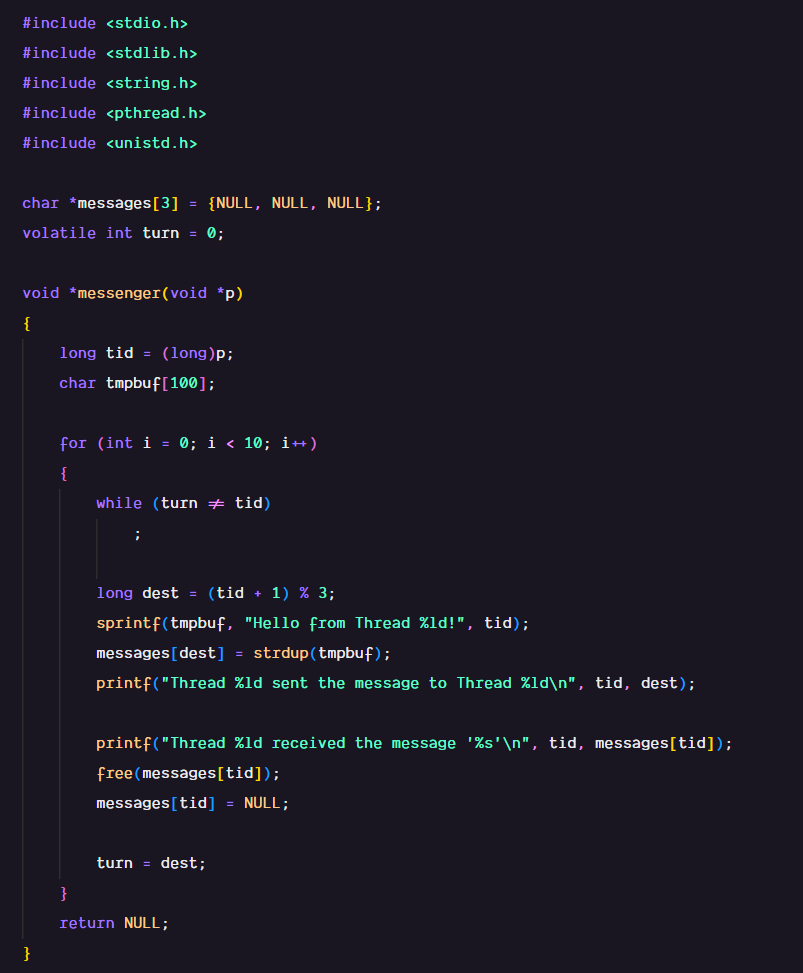 #include <stdio.h>
#include <stdlib.h>
#include <string.h>
#include <pthread.h>
#include <unistd.h>

char *messages[3] = {NULL, NULL, NULL};
volatile int turn = 0;

void *messenger(void *p)
{
    long tid = (long)p;
    char tmpbuf[100];

    for (int i = 0; i < 10; i++)
    {
        while (turn != tid)
            ;

        long dest = (tid + 1) % 3;
        sprintf(tmpbuf, "Hello from Thread %ld!", tid);
        messages[dest] = strdup(tmpbuf);
        printf("Thread %ld sent the message to Thread %ld\n", tid, dest);

        printf("Thread %ld received the message '%s'\n", tid, messages[tid]);
        free(messages[tid]);
        messages[tid] = NULL;

        turn = dest;
    }
    return NULL;
}